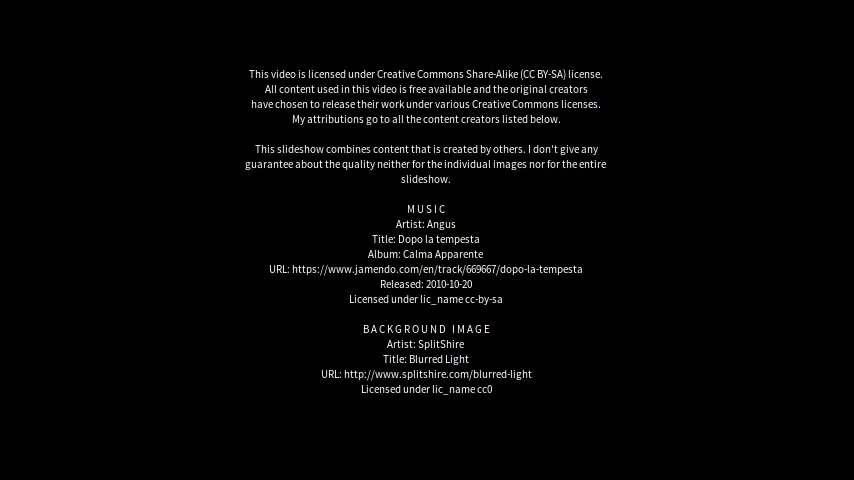 This video is licensed under Creative Commons Share-Alike (CC BY-SA) license.
All content used in this video is free available and the original creators
have chosen to release their work under various Creative Commons licenses.
My attributions go to all the content creators listed below.
This slideshow combines content that is created by others. I don't give any
guarantee about the quality neither for the individual images nor for the entire
slideshow.
MUSIC
Artist: Angus
Title: Dopo la tempesta
Album: Calma Apparente
URL: https://www.jamendo.com/en/track/669667/dopo-la-tempesta
Released: 2010-10-20
Licensed under lic_name cc-by-sa
BACKGROUND IMAGE
Artist: SplitShire
Title: Blurred Light
URL: http://www.splitshire.com/blurred-light
Licensed under lic_name cc0